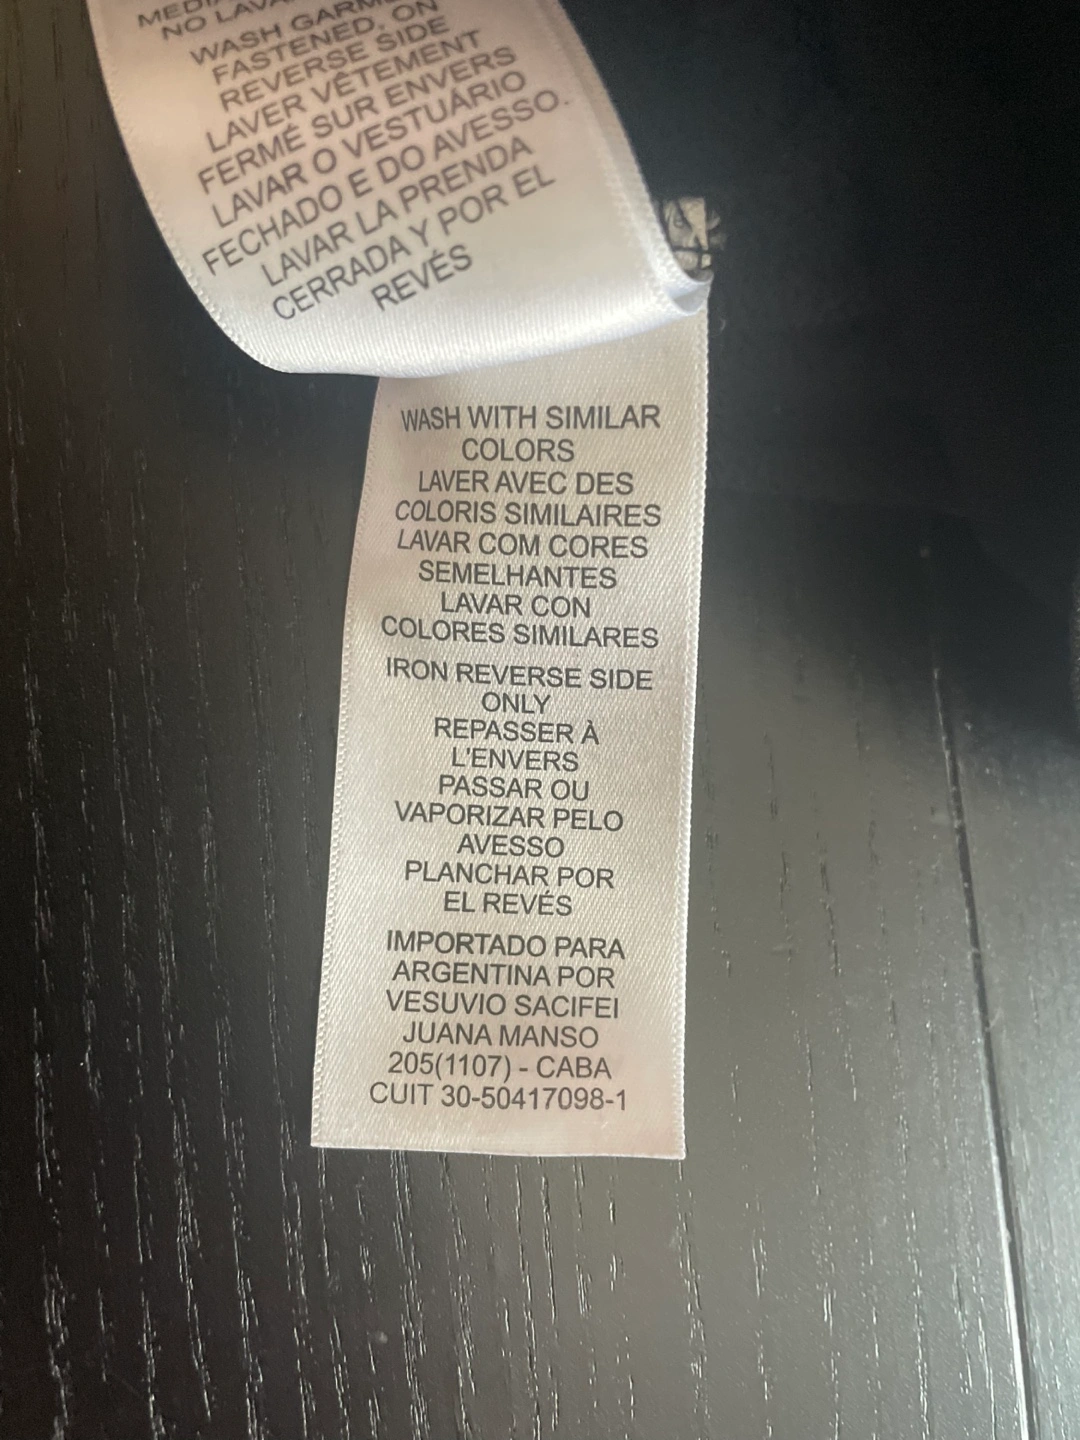 NO LAVA
WASH GARM
FASTENED, ON
REVERSE SIDE
LAVER VÊTEMENT
FERMÉ SUR ENVERS
LAVAR O VESTUÁRIO
FECHADO E DO AVESSO.
LAVAR LA PRENDA
CERRADA Y POR EL
REVÉS
WASH WITH SIMILAR
COLORS
LAVER AVEC DES
COLORIS SIMILAIRES
LAVAR COM CORES
SEMELHANTES
LAVAR CON
COLORES SIMILARES
IRON REVERSE SIDE
ONLY
REPASSER À
L'ENVERS
PASSAR OU
VAPORIZAR PELO
AVESSO
PLANCHAR POR
EL REVÉS
IMPORTADO PARA
ARGENTINA POR
VESUVIO SACIFEI
JUANA MANSO
205(1107) - CABA
CUIT 30-50417098-1